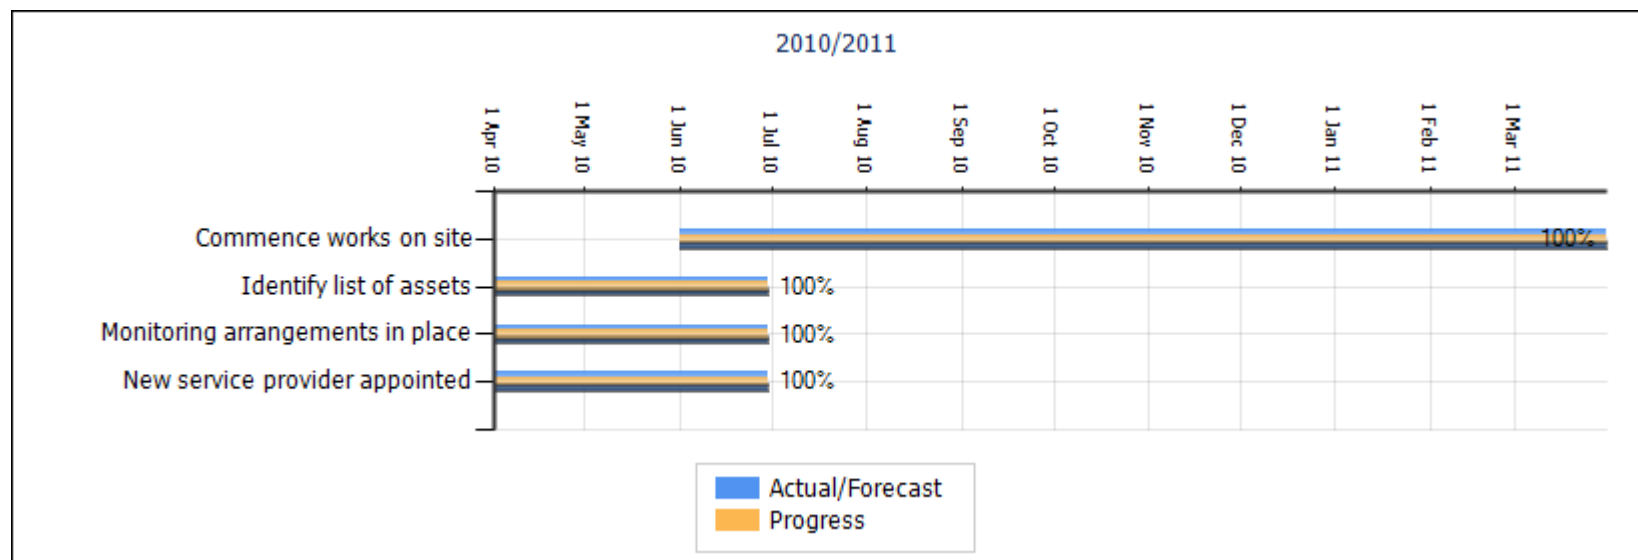 2010/2011
1 Apr 10
1 May 10
1 Jun 10
1 Jul 10
1 Aug 10
1 Sep 10
1 Oct 10
1 Nov 10
1 Dec 10
1 Jan 11
1 Feb 11
1 Mar 11
Commence works on site 100%
Identify list of assets 100%
Monitoring arrangements in place 100%
New service provider appointed 100%
Actual/Forecast
Progress